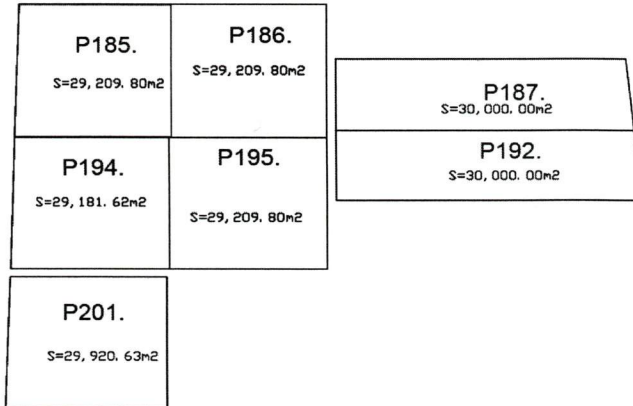 P185.
S=29, 209. 80m2
P186.
S=29, 209. 80m2
P187.
S=30, 000. 00m2
P194.
S=29, 181. 62m2
P195.
S=29, 209. 80m2
P192.
S=30, 000. 00m2
P201.
S=29, 920. 63m2